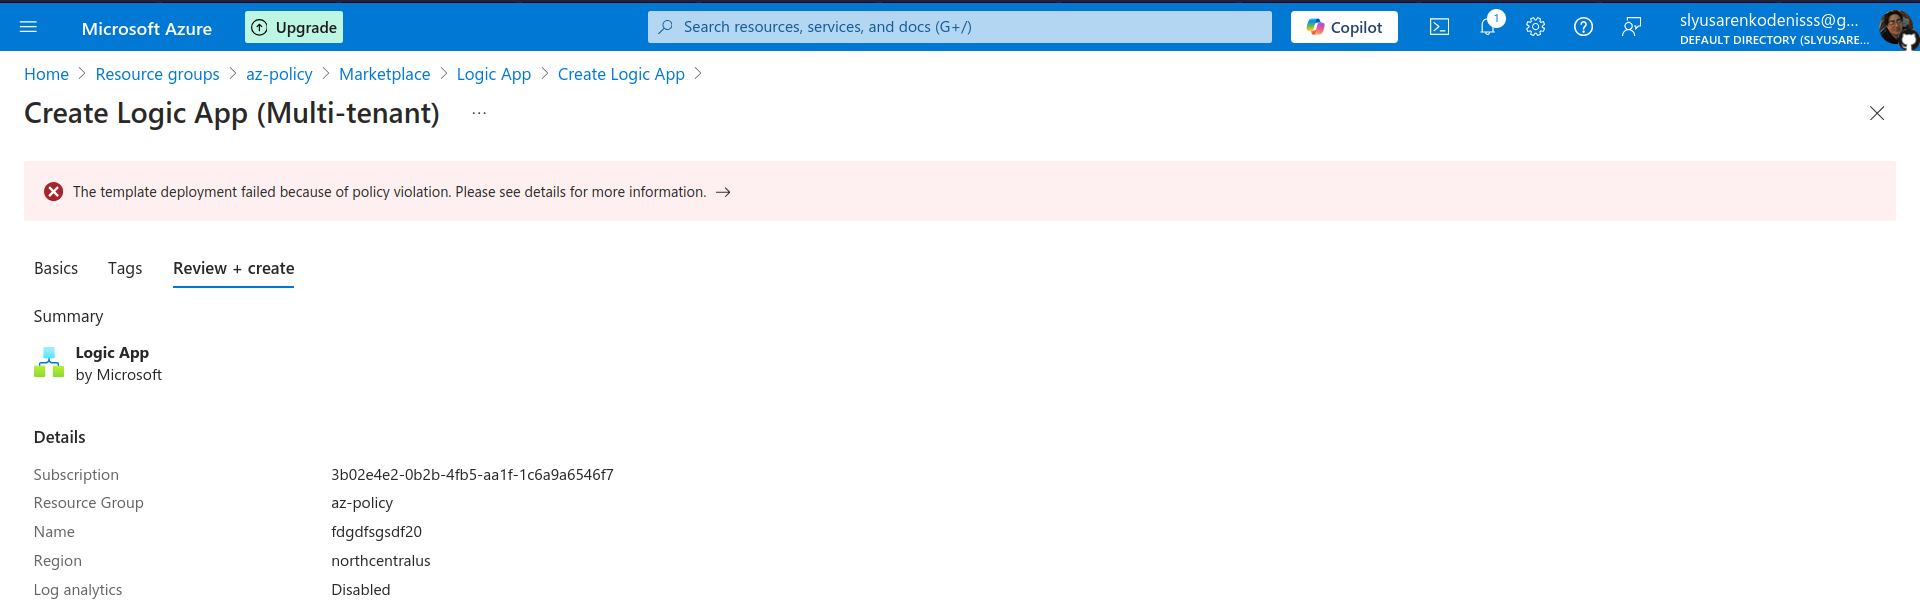 Microsoft Azure
Upgrade
Search resources, services, and docs (G+/)
Copilot
1
slyusarenkodenisss@g...
DEFAULT DIRECTORY (SLYUSARE...
Home > Resource groups > az-policy > Marketplace > Logic App > Create Logic App >
Create Logic App (Multi-tenant) ...
The template deployment failed because of policy violation. Please see details for more information. →
Basics Tags Review + create
Summary
Logic App
by Microsoft
Details
Subscription 3b02e4e2-0b2b-4fb5-aa1f-1c6a9a6546f7
Resource Group az-policy
Name fdgdfsgsdf20
Region northcentralus
Log analytics Disabled